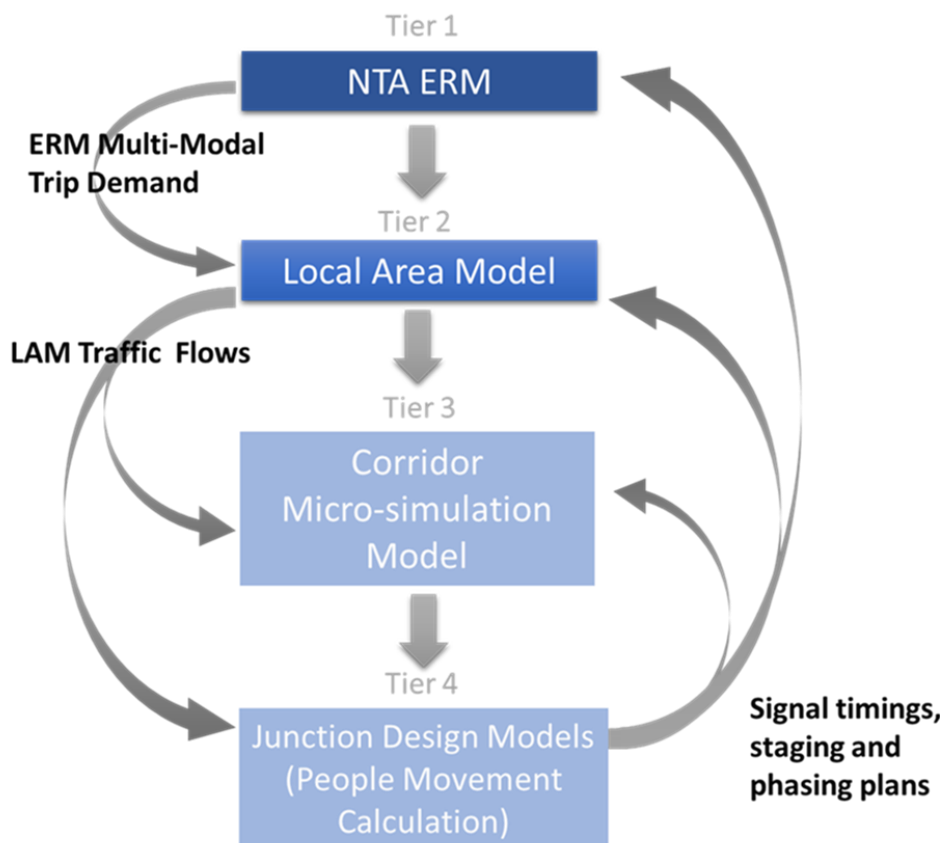 Tier 1
NTA ERM
ERM Multi-Modal
Trip Demand
Tier 2
Local Area Model
LAM Traffic Flows
Tier 3
Corridor
Micro-simulation
Model
Tier 4
Junction Design Models
(People Movement
Calculation)
Signal timings,
staging and
phasing plans